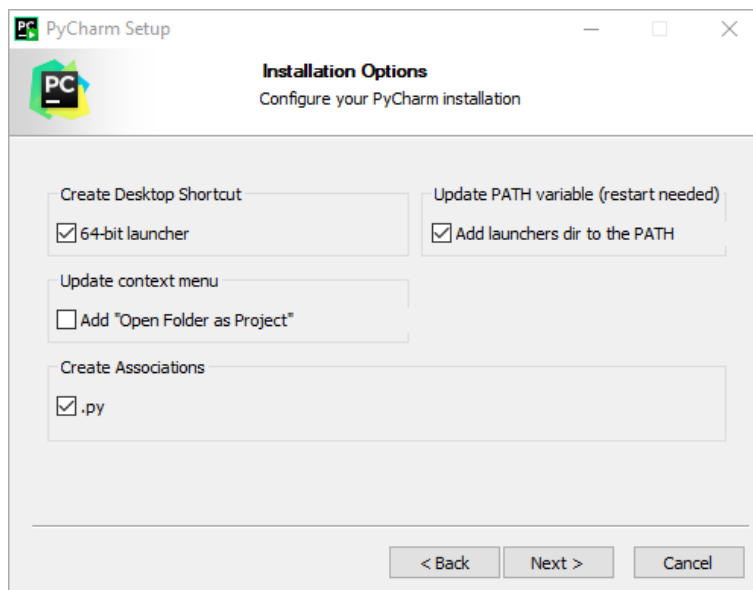 PyCharm Setup
PC
Installation Options
Configure your PyCharm installation
Create Desktop Shortcut
64-bit launcher
Update PATH variable (restart needed)
Add launchers dir to the PATH
Update context menu
Add "Open Folder as Project"
Create Associations
.py
< Back
Next >
Cancel